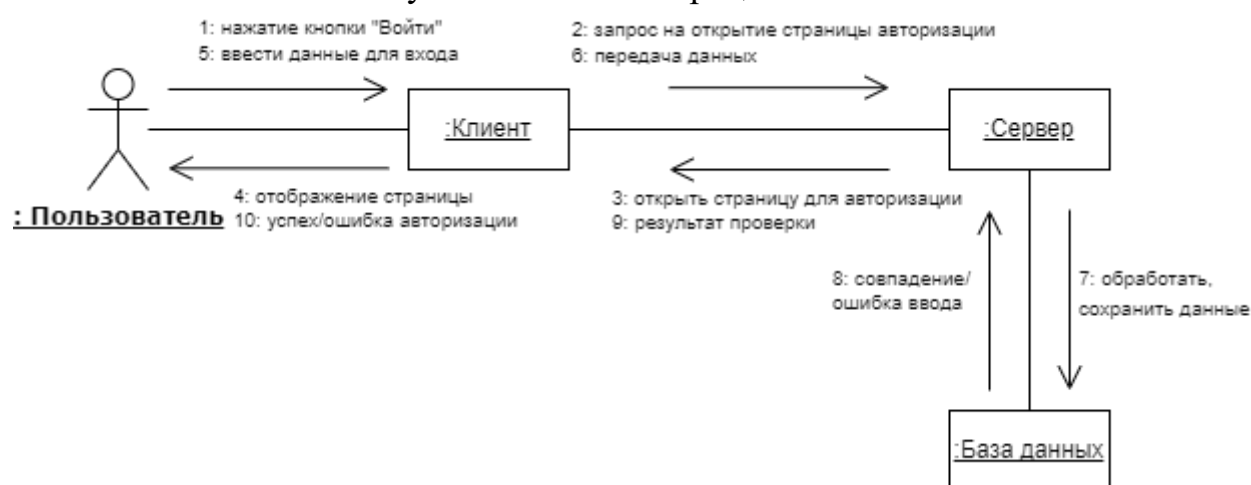 1: нажатие кнопки "Войти"
5: ввести данные для входа
2: запрос на открытие страницы авторизации
6: передача данных
:Клиент
:Сервер
: Пользователь
4: отображение страницы
10: успех/ошибка авторизации
3: открыть страницу для авторизации
9: результат проверки
8: совпадение/
ошибка ввода
7: обработать,
сохранить данные
:База данных